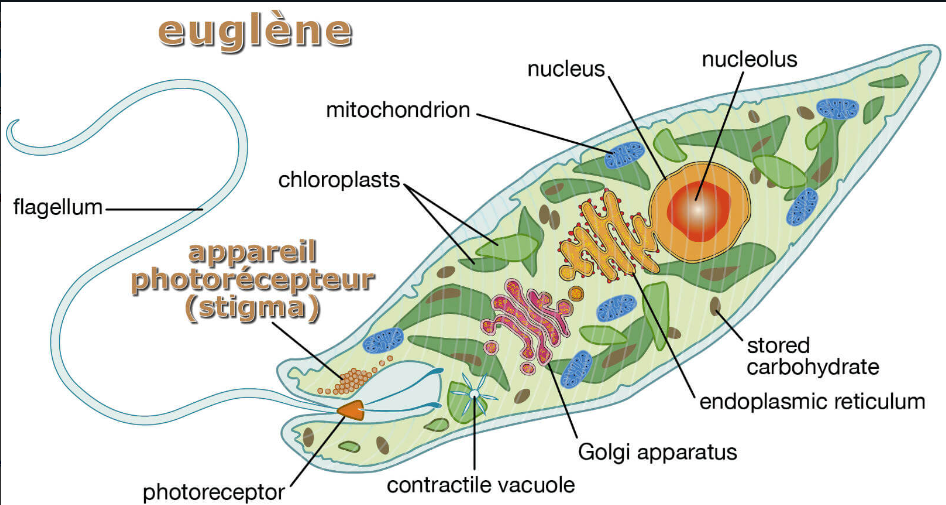 euglène
nucleus
nucleolus
mitochondrion
chloroplasts
flagellum
appareil
photorécepteur
(stigma)
stored
carbohydrate
endoplasmic reticulum
Golgi apparatus
contractile vacuole
photoreceptor